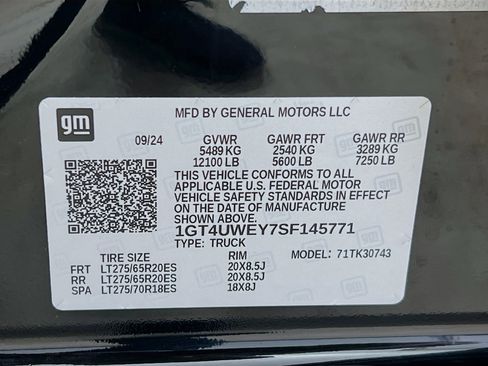 gm
MFD BY GENERAL MOTORS LLC
09/24 GVWR GAWR FRT GAWR RR
5489 KG 2540 KG 3289 KG
12100 LB 5600 LB 7250 LB
THIS VEHICLE CONFORMS TO ALL
APPLICABLE U.S. FEDERAL MOTOR
VEHICLE SAFETY STANDARDS IN EFFECT
ON THE DATE OF MANUFACTURE
SHOWN ABOVE.
1GT4UWEY7SF145771
TYPE: TRUCK
TIRE SIZE RIM MODEL: 71TK30743
FRT LT275/65R20ES 20X8.5J
RR LT275/65R20ES 20X8.5J
SPA LT275/70R18ES 18X8J